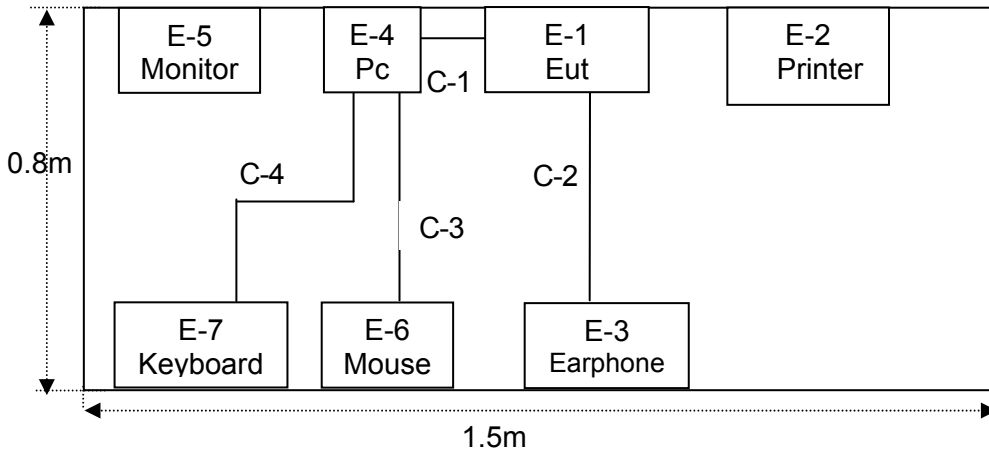 E-5
Monitor
E-4
Pc
E-1
Eut
E-2
Printer
C-1
0.8m
C-4
C-2
C-3
E-7
Keyboard
E-6
Mouse
E-3
Earphone
1.5m